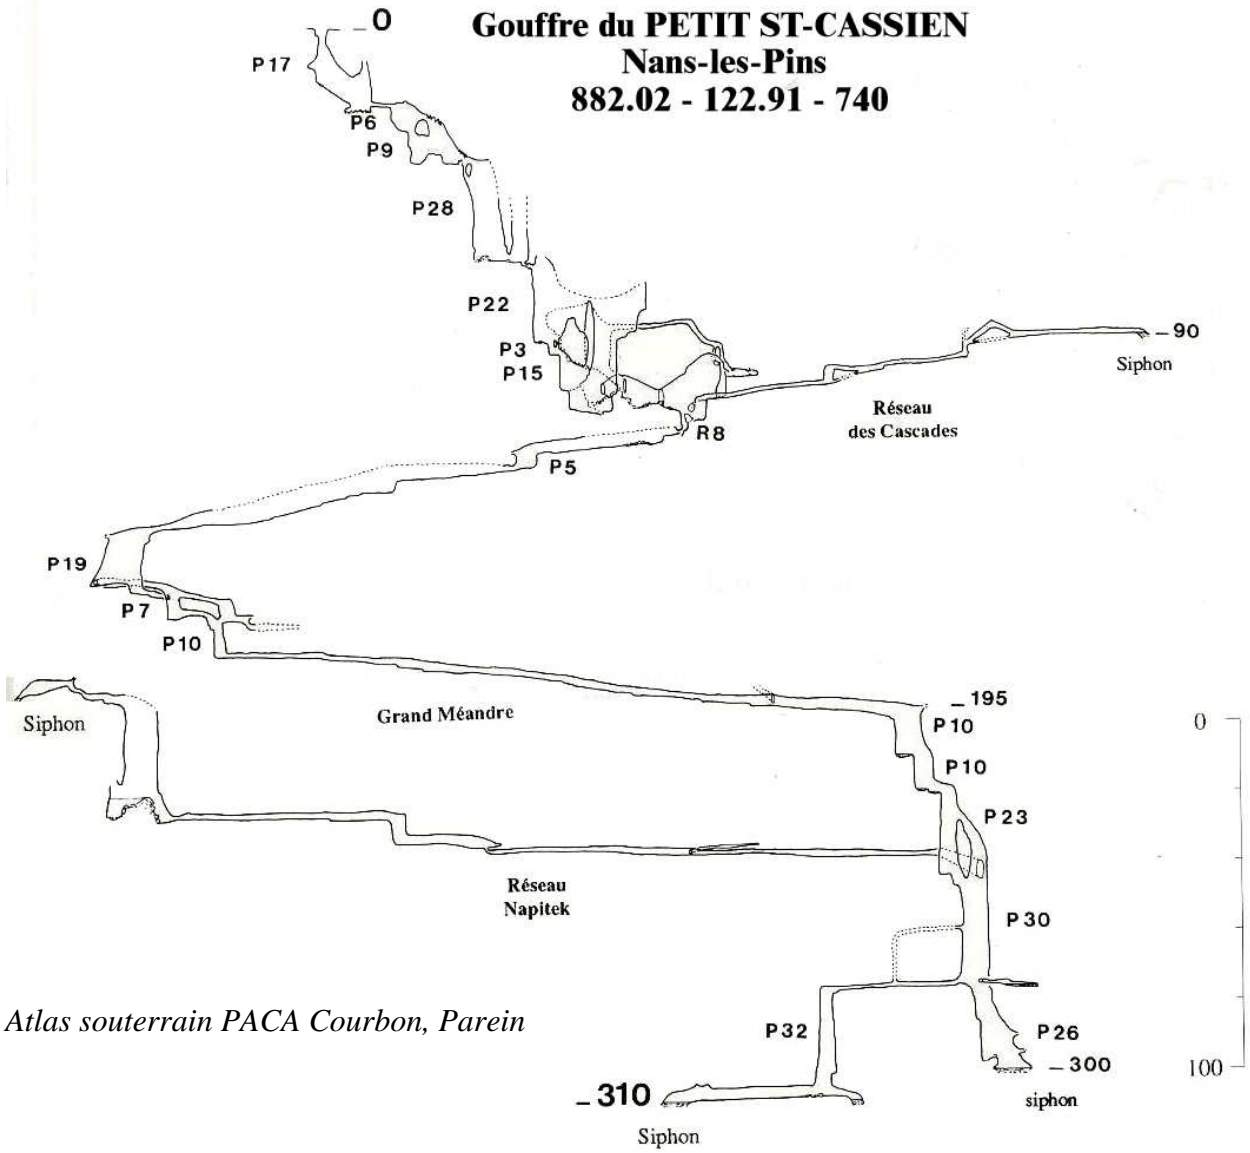 Gouffre du PETIT ST-CASSIEN
Nans-les-Pins
882.02 - 122.91 - 740
- 0
P17
P6
P9
P28
P22
P3
P15
- 90
Siphon
Réseau
des Cascades
R8
P5
P19
P7
P10
Siphon
Grand Méandre
- 195
P10
P10
P23
0
Réseau
Napitek
P30
Atlas souterrain PACA Courbon, Parein
P32
P26
- 300
100
siphon
- 310
Siphon